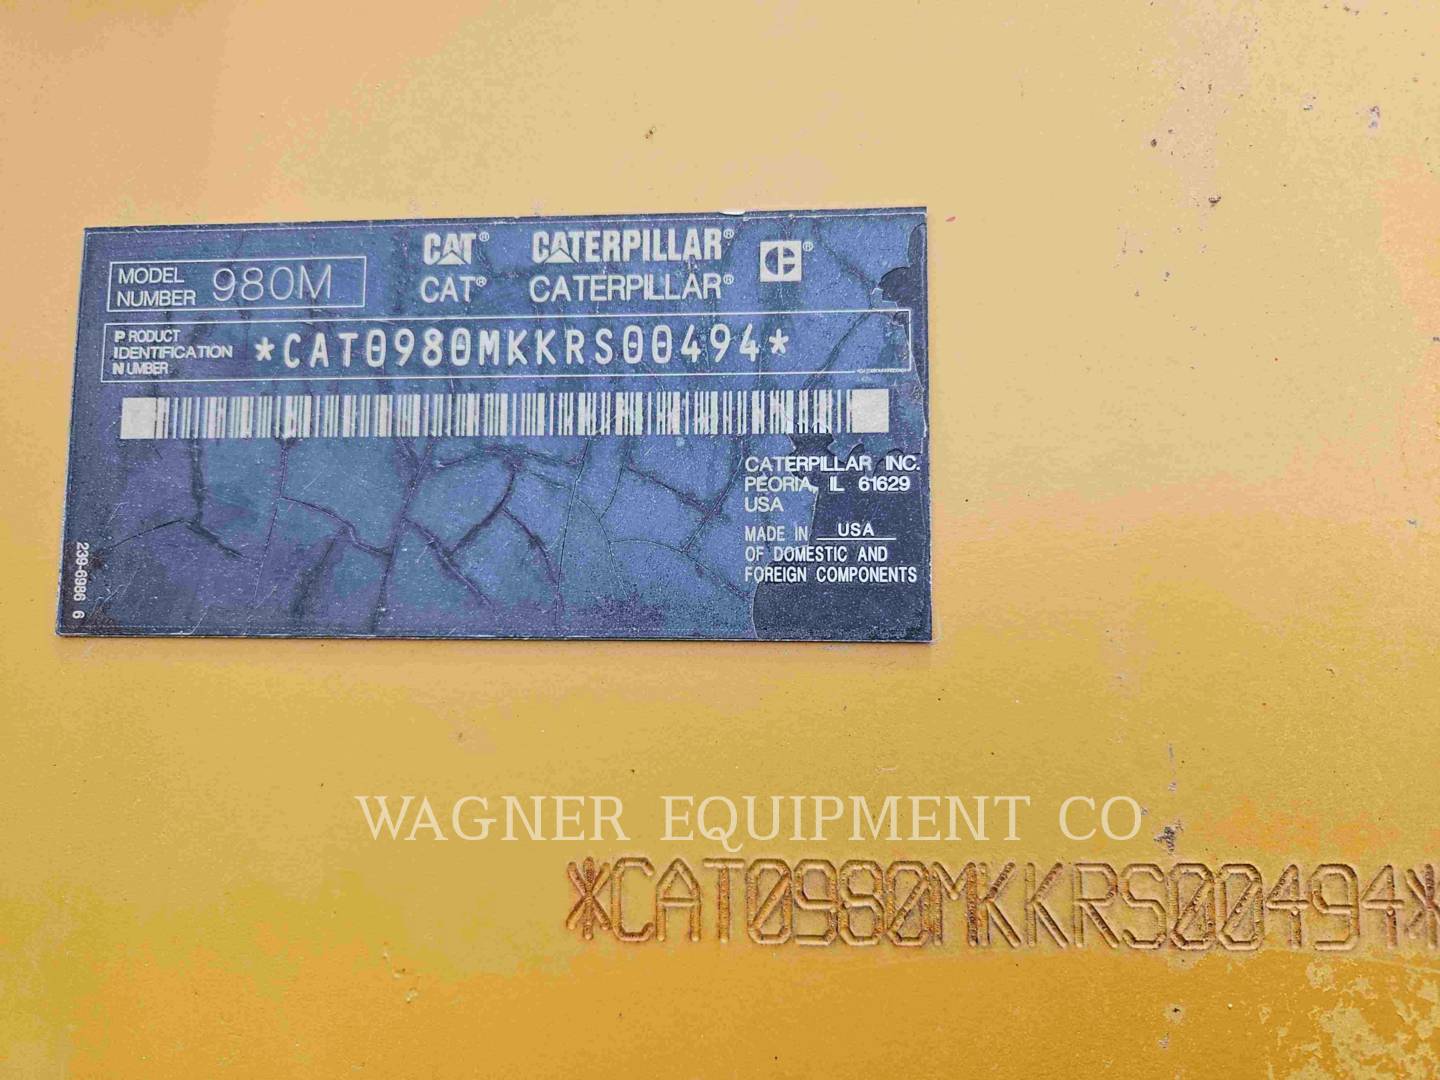 CAT® CATERPILLAR® C®
CAT® CATERPILLAR®
MODEL NUMBER 980M
PRODUCT IDENTIFICATION NUMBER *CAT0980MKKRS00494*
CATERPILLAR INC.
PEORIA, IL 61629
USA
MADE IN USA
OF DOMESTIC AND
FOREIGN COMPONENTS
239-6986 6
WAGNER EQUIPMENT CO
*CAT0980MKKRS00494*